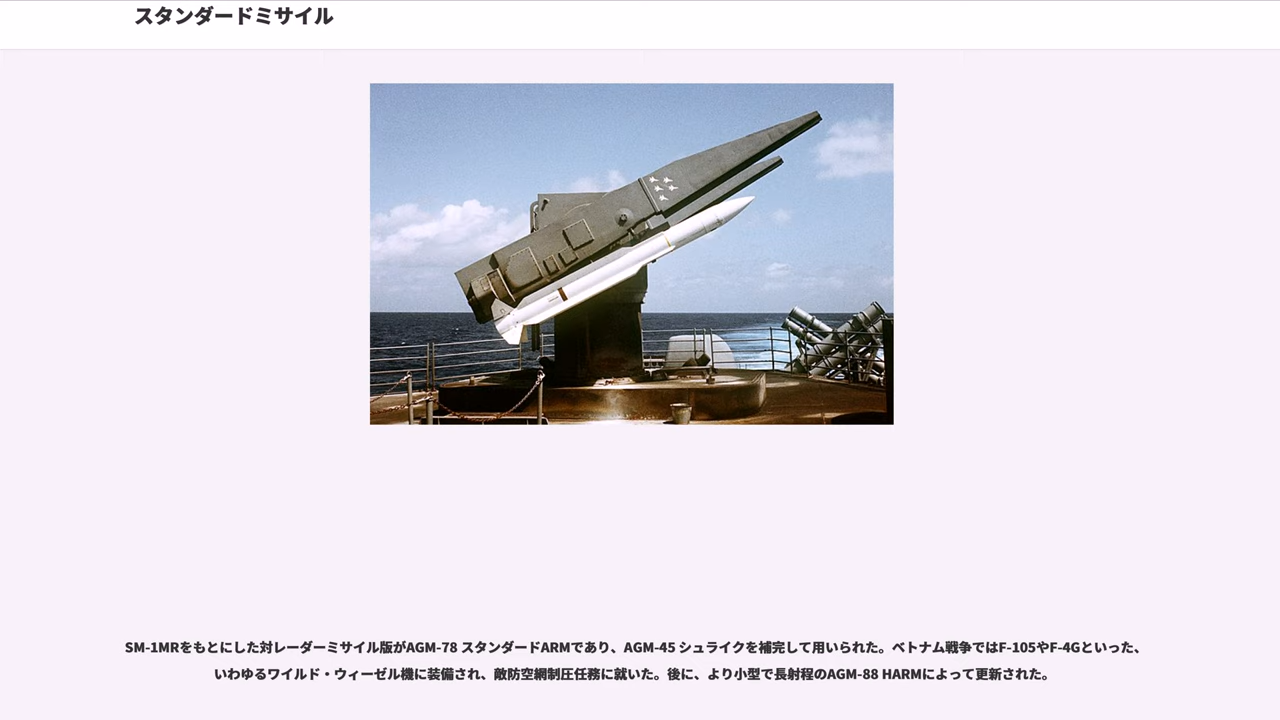 スタンダードミサイル
SM-1MRをもとにした対レーダーミサイル版がAGM-78 スタンダードARMであり、AGM-45 シュライクを補完して用いられた。ベトナム戦争ではF-105やF-4Gといった、
いわゆるワイルド・ウィーゼル機に装備され、敵防空網制圧任務に就いた。後に、より小型で長射程のAGM-88 HARMによって更新された。